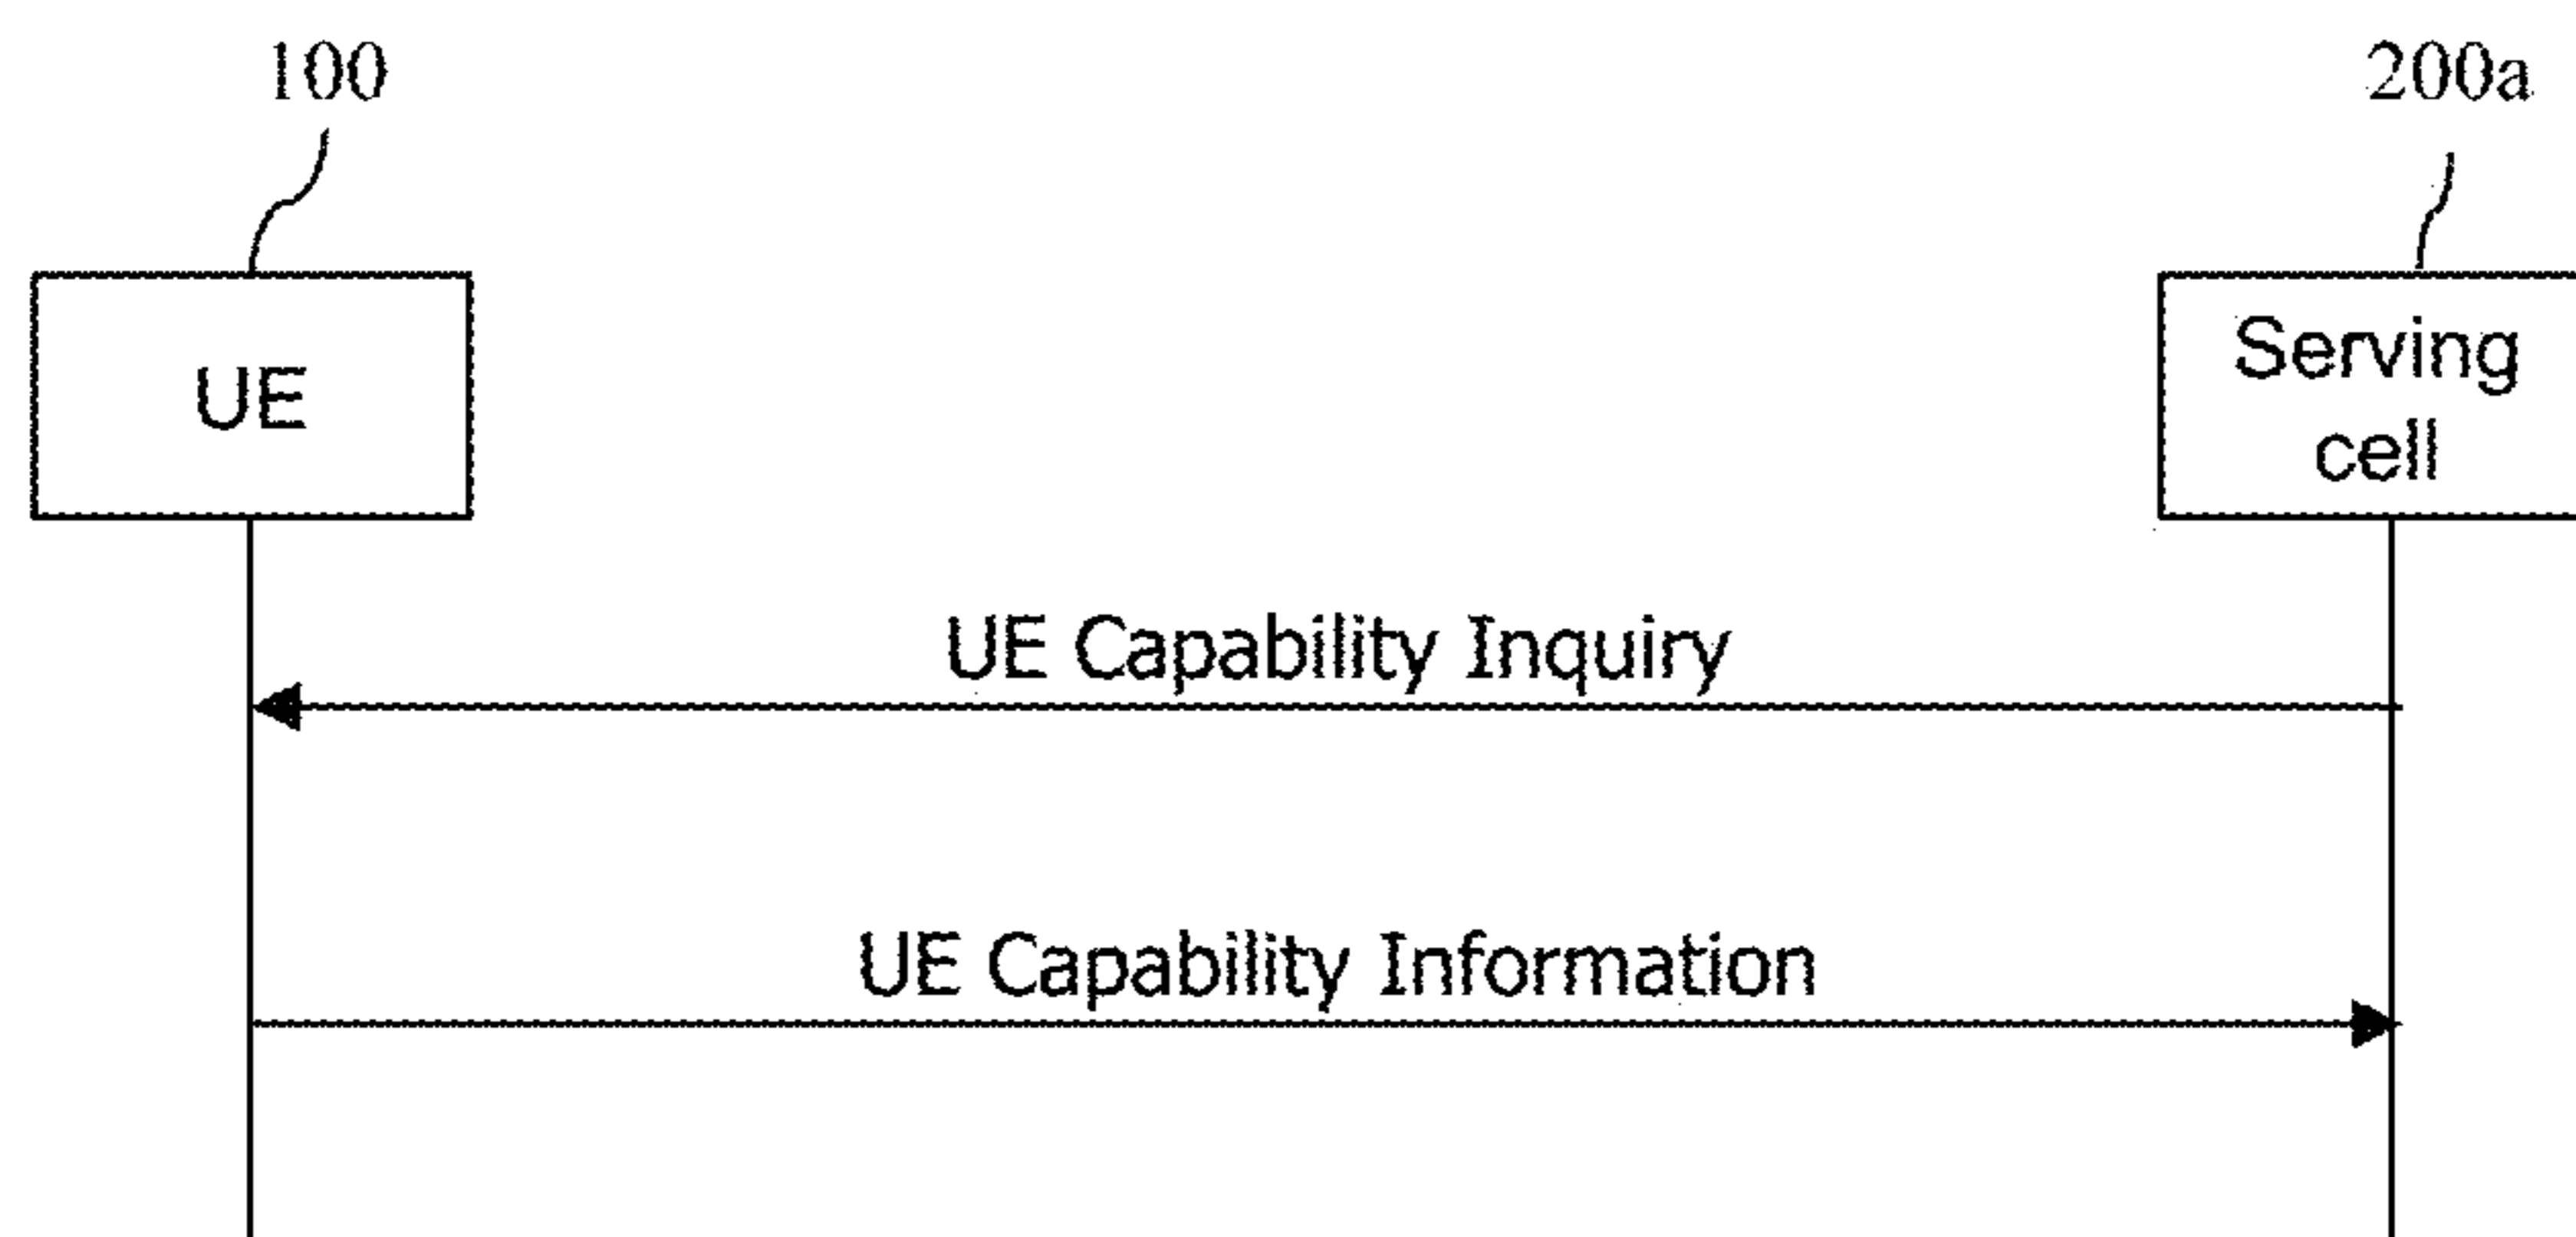 100
200a
UE
Serving
cell
UE Capability Inquiry
UE Capability Information